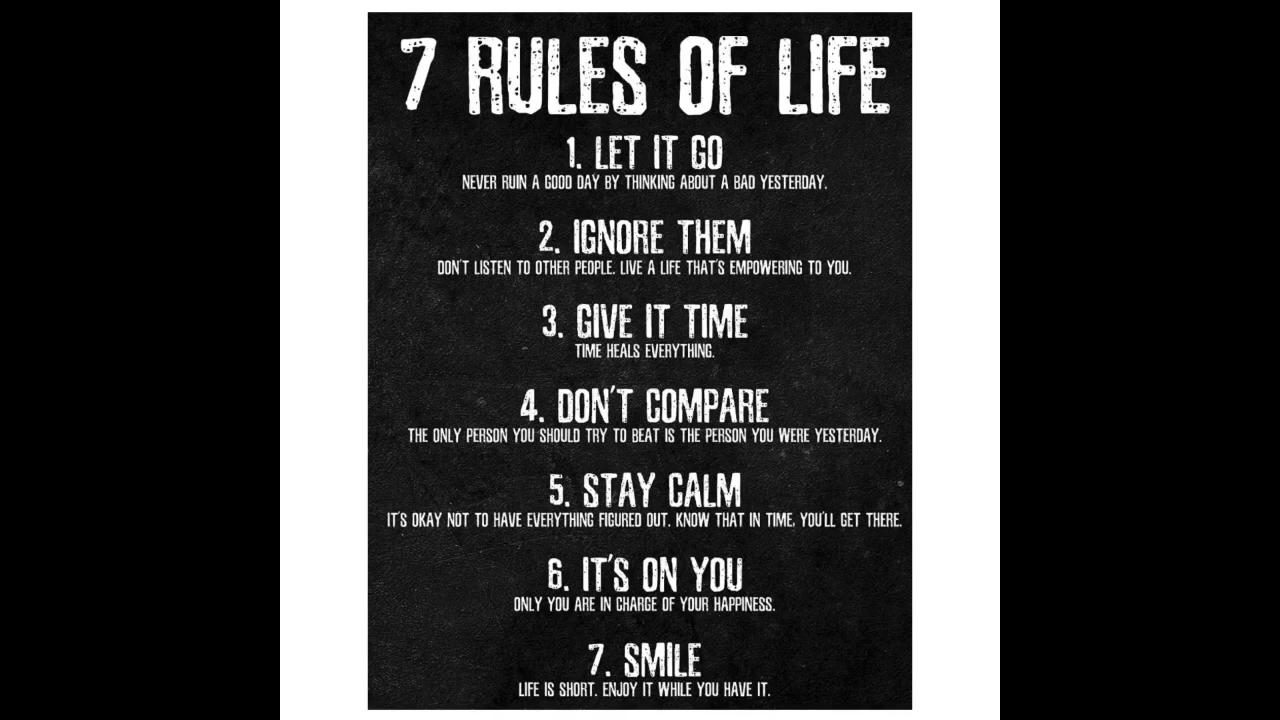 7 RULES OF LIFE
1. LET IT GO
NEVER RUIN A GOOD DAY BY THINKING ABOUT A BAD YESTERDAY.
2. IGNORE THEM
DON'T LISTEN TO OTHER PEOPLE. LIVE A LIFE THAT'S EMPOWERING TO YOU.
3. GIVE IT TIME
TIME HEALS EVERYTHING.
4. DON'T COMPARE
THE ONLY PERSON YOU SHOULD TRY TO BEAT IS THE PERSON YOU WERE YESTERDAY.
5. STAY CALM
IT'S OKAY NOT TO HAVE EVERYTHING FIGURED OUT. KNOW THAT IN TIME, YOU'LL GET THERE.
6. IT'S ON YOU
ONLY YOU ARE IN CHARGE OF YOUR HAPPINESS.
7. SMILE
LIFE IS SHORT. ENJOY IT WHILE YOU HAVE IT.